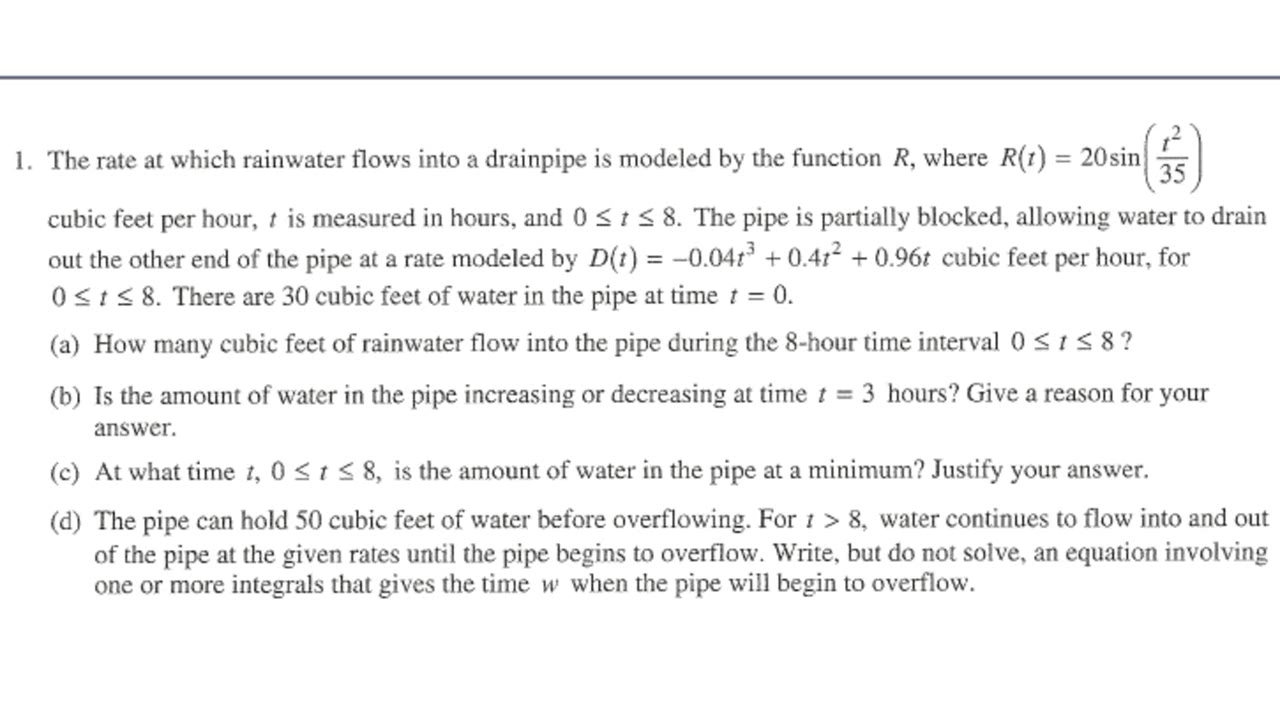 1. The rate at which rainwater flows into a drainpipe is modeled by the function R, where R(t) = 20sin(t²/35)
cubic feet per hour, t is measured in hours, and 0 ≤ t ≤ 8. The pipe is partially blocked, allowing water to drain
out the other end of the pipe at a rate modeled by D(t) = −0.04t³ + 0.4t² + 0.96t cubic feet per hour, for
0 ≤ t ≤ 8. There are 30 cubic feet of water in the pipe at time t = 0.
(a) How many cubic feet of rainwater flow into the pipe during the 8-hour time interval 0 ≤ t ≤ 8 ?
(b) Is the amount of water in the pipe increasing or decreasing at time t = 3 hours? Give a reason for your
answer.
(c) At what time t, 0 ≤ t ≤ 8, is the amount of water in the pipe at a minimum? Justify your answer.
(d) The pipe can hold 50 cubic feet of water before overflowing. For t > 8, water continues to flow into and out
of the pipe at the given rates until the pipe begins to overflow. Write, but do not solve, an equation involving
one or more integrals that gives the time w when the pipe will begin to overflow.